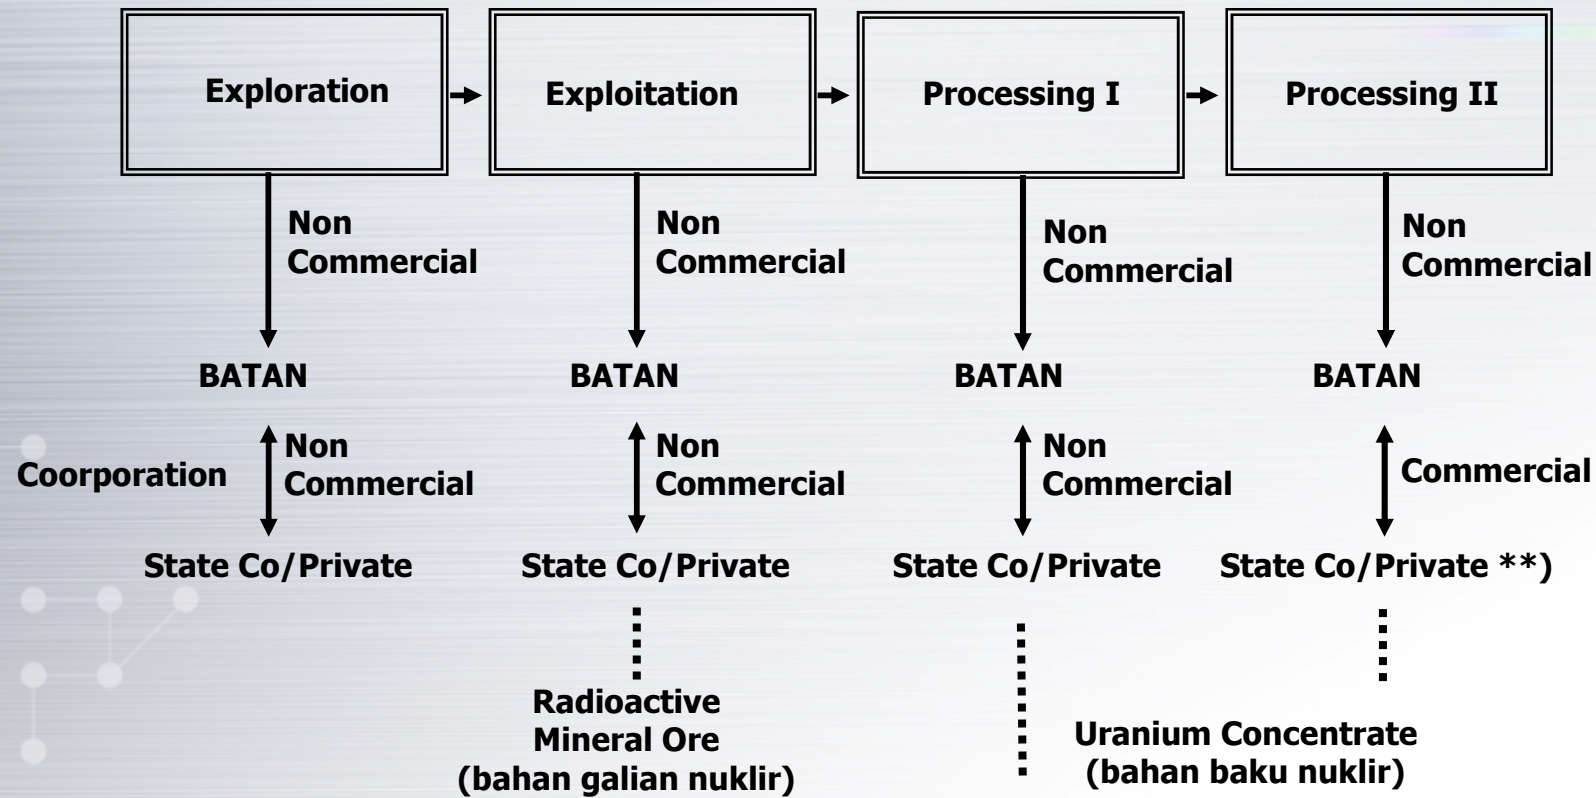 Exploration
Exploitation
Processing I
Processing II
Non
Commercial
Non
Commercial
Non
Commercial
Non
Commercial
BATAN
BATAN
BATAN
BATAN
Coorporation
Non
Commercial
Non
Commercial
Non
Commercial
Commercial
State Co/Private
State Co/Private
State Co/Private
State Co/Private **)
Radioactive
Mineral Ore
(bahan galian nuklir)
Uranium Concentrate
(bahan baku nuklir)